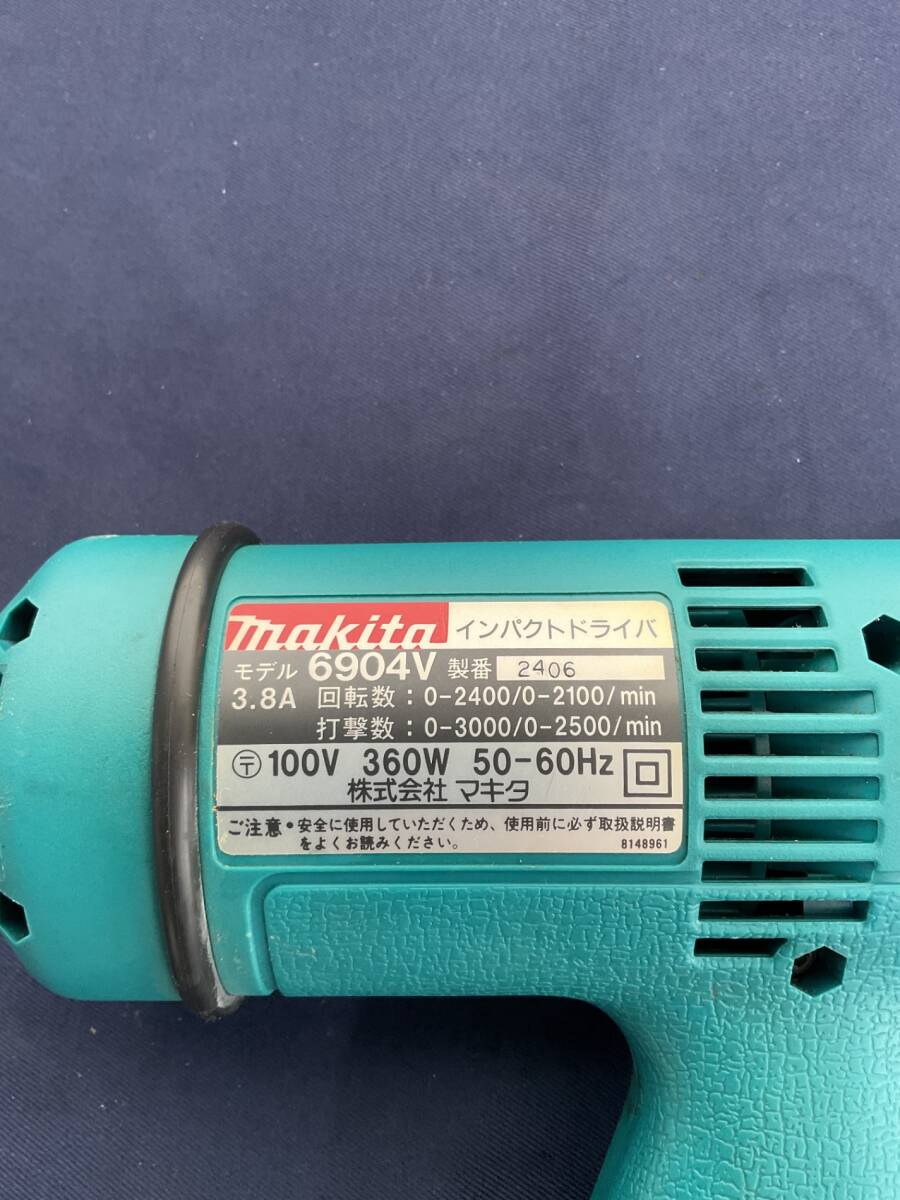 makita インパクトドライバ
モデル 6904V 製番 2406
3.8A 回転数：0-2400/0-2100/min
打撃数：0-3000/0-2500/min
〒 100V 360W 50-60Hz
株式会社 マキタ
ご注意・安全に使用していただくため、使用前に必ず取扱説明書
をよくお読みください。 8148961